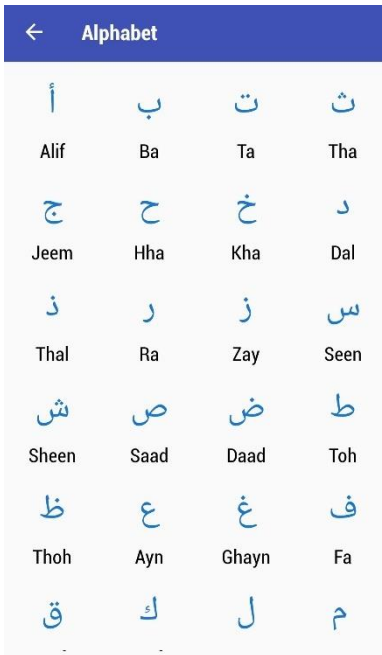 ← Alphabet
أ ب ت ث
Alif Ba Ta Tha
ج ح خ د
Jeem Hha Kha Dal
ذ ر ز س
Thal Ra Zay Seen
ش ص ض ط
Sheen Saad Daad Toh
ظ ع غ ف
Thoh Ayn Ghayn Fa
ق ك ل م